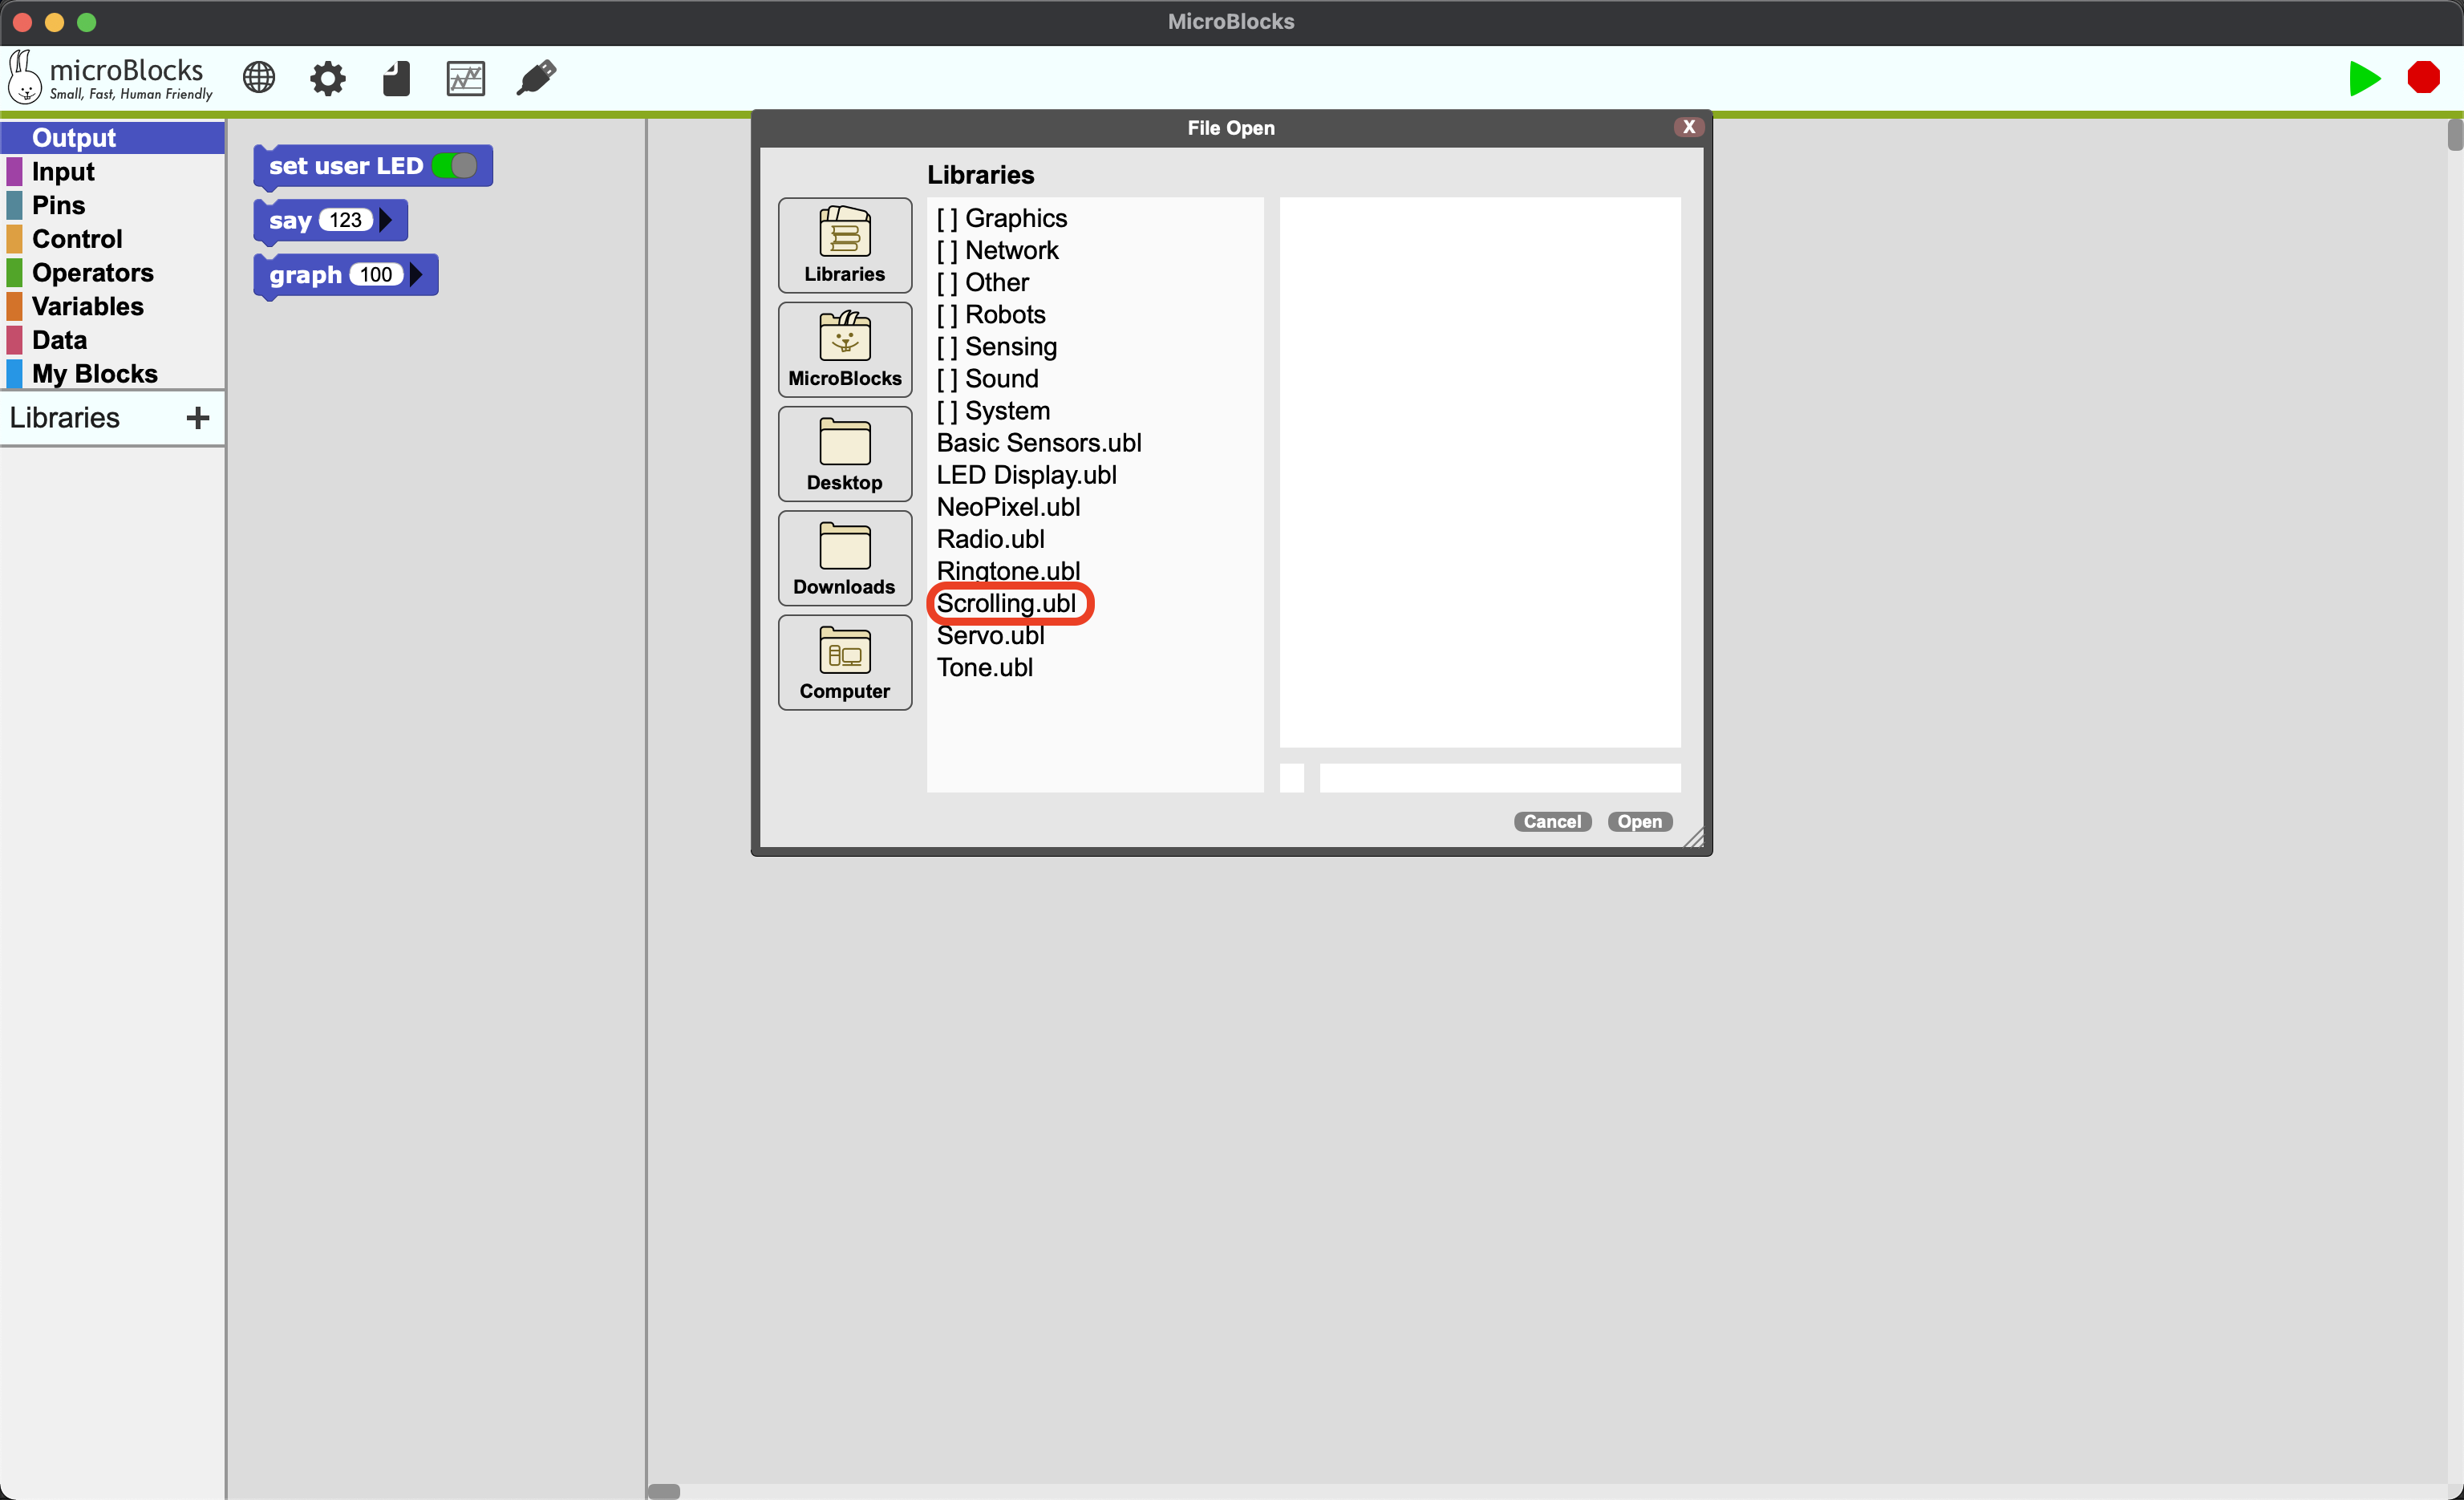 MicroBlocks
microBlocks
Small, Fast, Human Friendly
Output
Input
Pins
Control
Operators
Variables
Data
My Blocks
Libraries +
set user LED
say 123
graph 100
File Open
X
Libraries
Libraries
MicroBlocks
Desktop
Downloads
Computer
[ ] Graphics
[ ] Network
[ ] Other
[ ] Robots
[ ] Sensing
[ ] Sound
[ ] System
Basic Sensors.ubl
LED Display.ubl
NeoPixel.ubl
Radio.ubl
Ringtone.ubl
Scrolling.ubl
Servo.ubl
Tone.ubl
Cancel Open